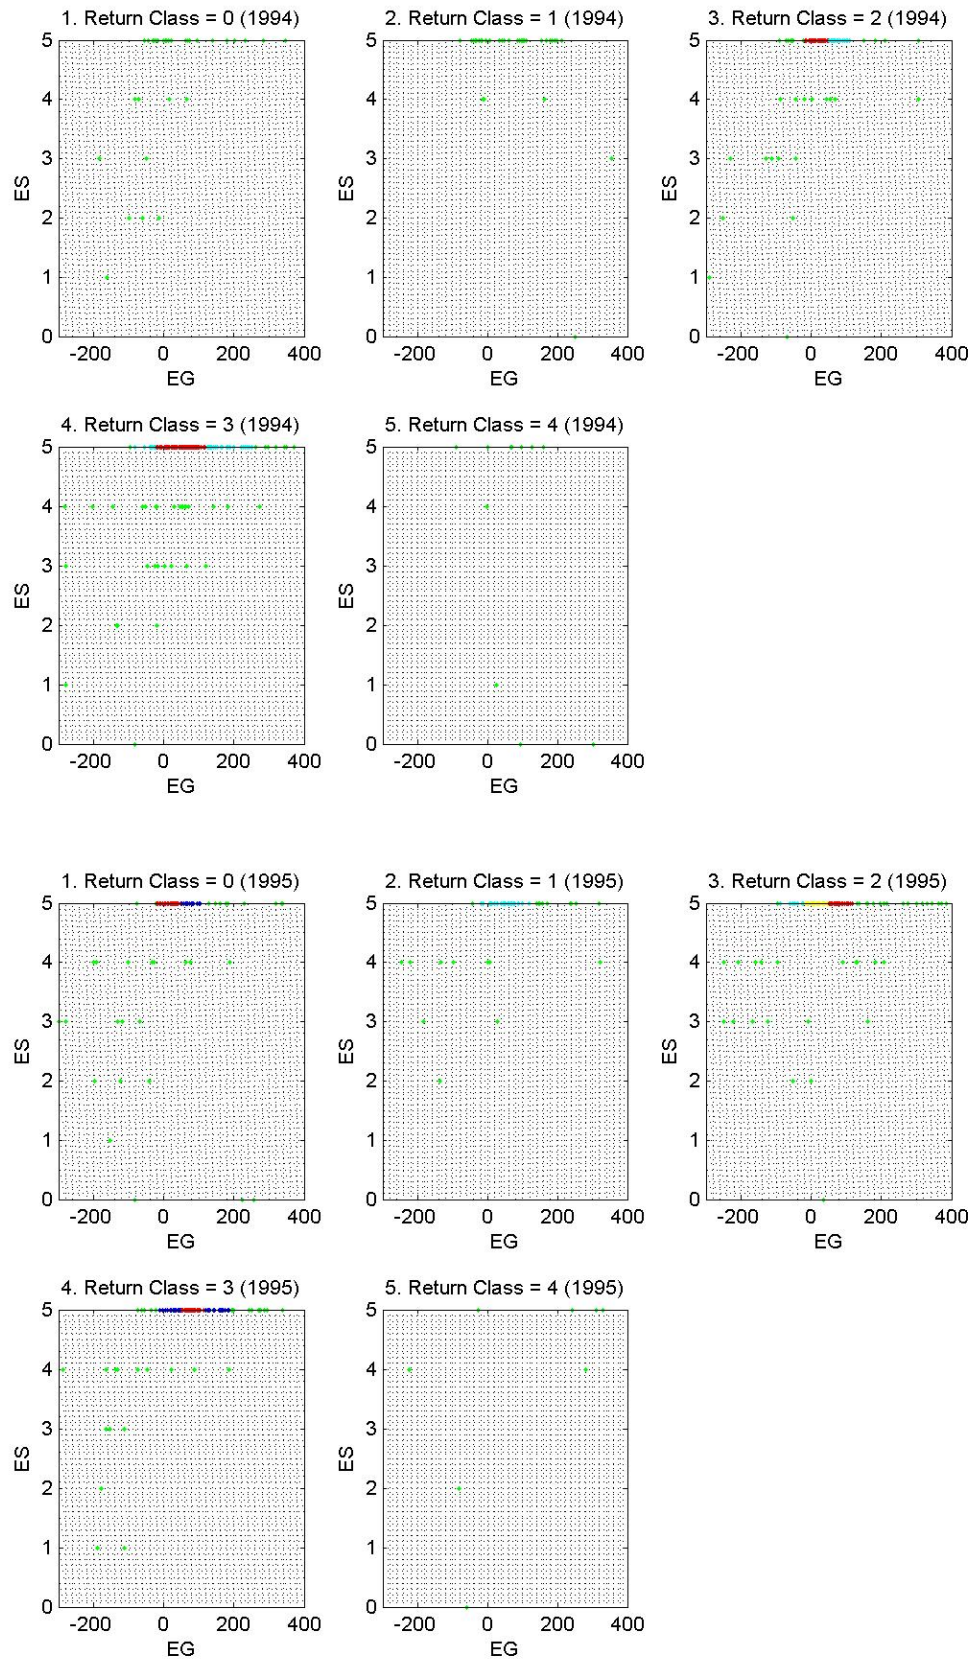 1. Return Class = 0 (1994)
5
4
3
2
1
0
ES
-200 0 200 400
EG
2. Return Class = 1 (1994)
5
4
3
2
1
0
ES
-200 0 200 400
EG
3. Return Class = 2 (1994)
5
4
3
2
1
0
ES
-200 0 200 400
EG
4. Return Class = 3 (1994)
5
4
3
2
1
0
ES
-200 0 200 400
EG
5. Return Class = 4 (1994)
5
4
3
2
1
0
ES
-200 0 200 400
EG
1. Return Class = 0 (1995)
5
4
3
2
1
0
ES
-200 0 200 400
EG
2. Return Class = 1 (1995)
5
4
3
2
1
0
ES
-200 0 200 400
EG
3. Return Class = 2 (1995)
5
4
3
2
1
0
ES
-200 0 200 400
EG
4. Return Class = 3 (1995)
5
4
3
2
1
0
ES
-200 0 200 400
EG
5. Return Class = 4 (1995)
5
4
3
2
1
0
ES
-200 0 200 400
EG